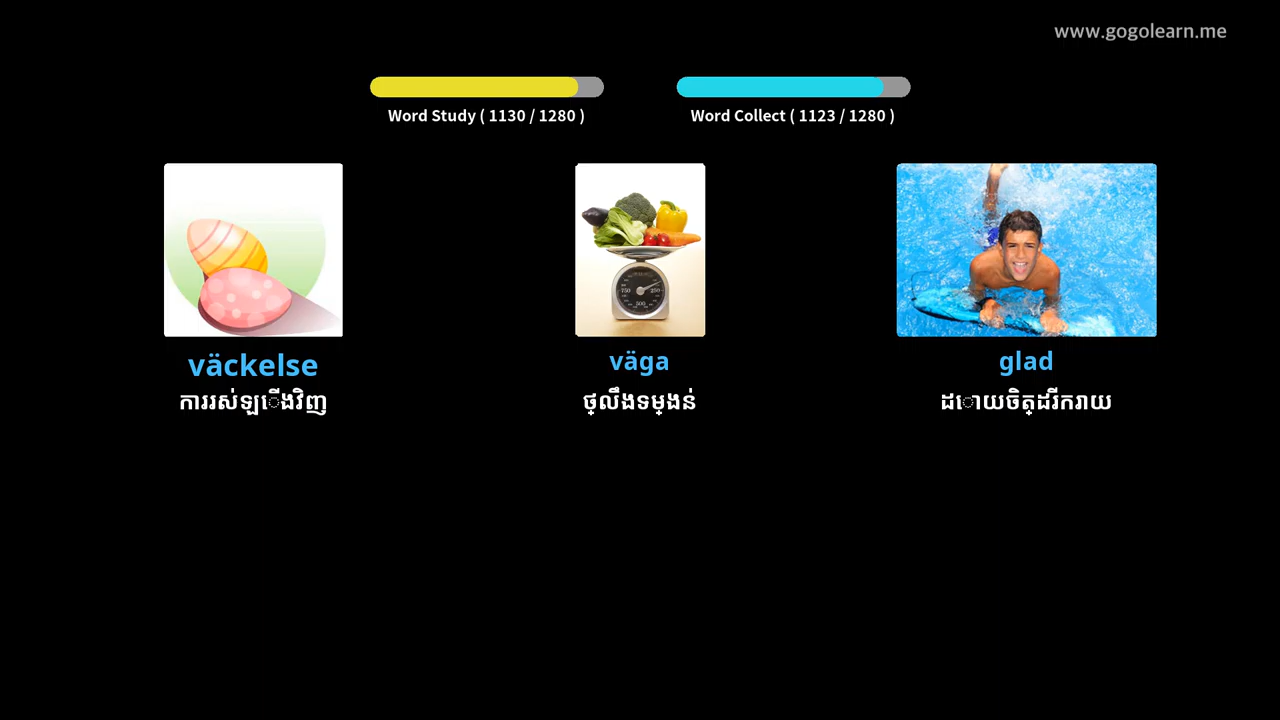 www.gogolearn.me
Word Study ( 1130 / 1280 )
Word Collect ( 1123 / 1280 )
väckelse
väga
glad
ការរស់ឡើងវិញ
ថ្លឹងទម្ងន់
ដោយចិត្ដរីករាយ